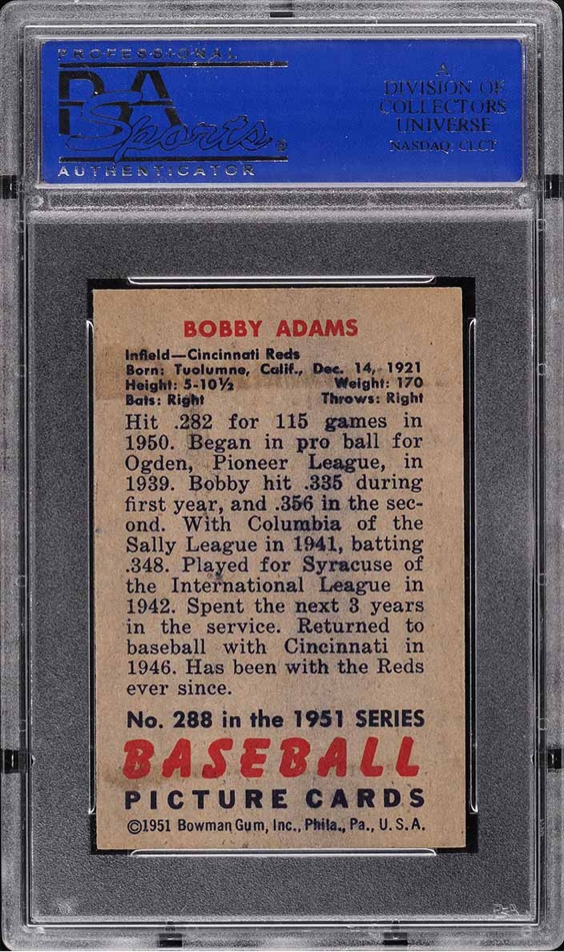 PROFESSIONAL
PSA
Sports®
AUTHENTICATOR
A
DIVISION OF
COLLECTORS
UNIVERSE
NASDAQ: CLCT
BOBBY ADAMS
Infield—Cincinnati Reds
Born: Tuolumne, Calif., Dec. 14, 1921
Height: 5-10½ Weight: 170
Bats: Right Throws: Right
Hit .282 for 115 games in
1950. Began in pro ball for
Ogden, Pioneer League, in
1939. Bobby hit .335 during
first year, and .356 in the sec-
ond. With Columbia of the
Sally League in 1941, batting
.348. Played for Syracuse of
the International League in
1942. Spent the next 3 years
in the service. Returned to
baseball with Cincinnati in
1946. Has been with the Reds
ever since.
No. 288 in the 1951 SERIES
BASEBALL
PICTURE CARDS
©1951 Bowman Gum, Inc., Phila., Pa., U.S.A.
PSA